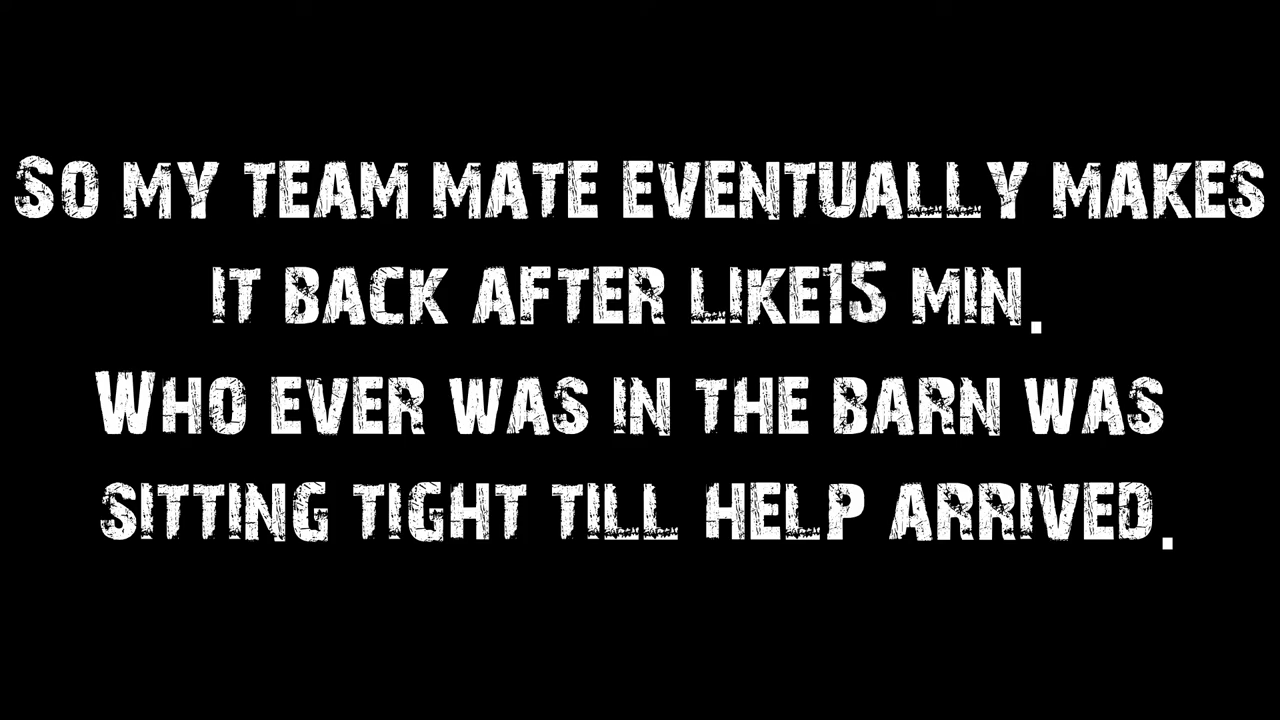 So my team mate eventually makes
it back after like15 min.
Who ever was in the barn was
sitting tight till help arrived.